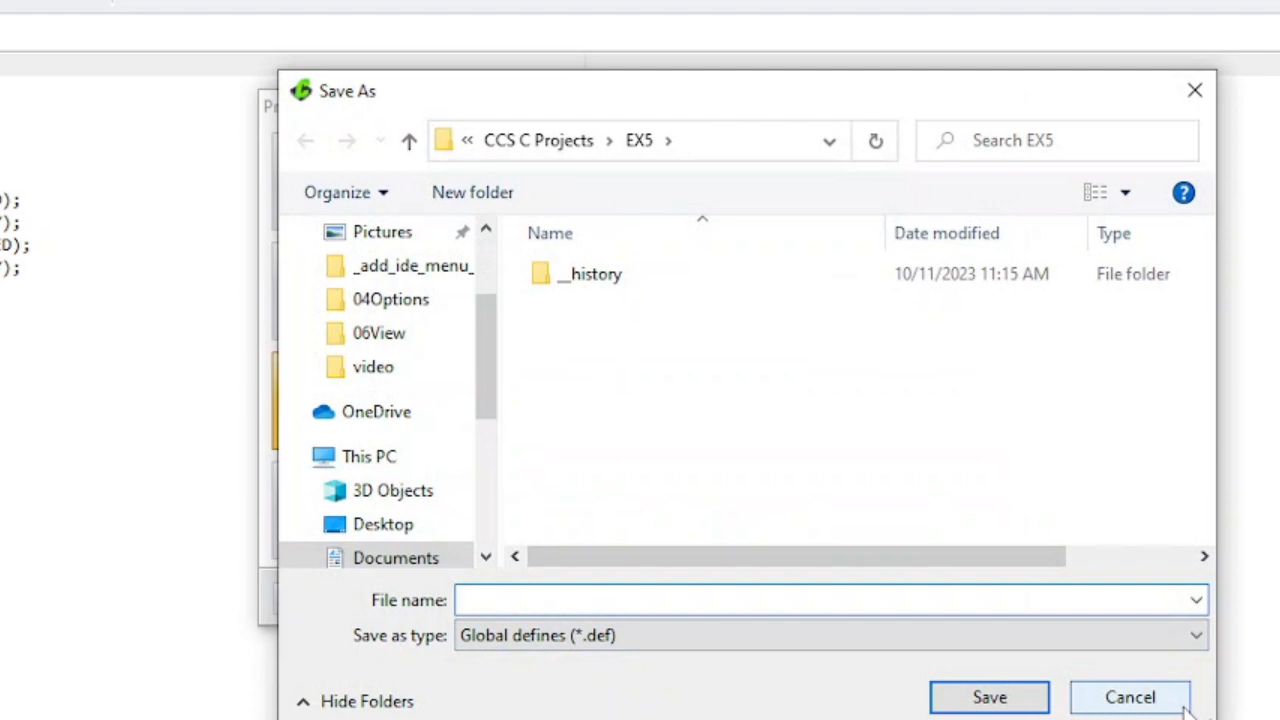 Save As
Pr
« CCS C Projects > EX5 >
Search EX5
Organize
New folder
);
);
D);
);
Name
Date modified
Type
Pictures
_add_ide_menu_
04Options
06View
video
OneDrive
This PC
3D Objects
Desktop
Documents
__history
10/11/2023 11:15 AM
File folder
File name:
Save as type:
Global defines (*.def)
Hide Folders
Save
Cancel